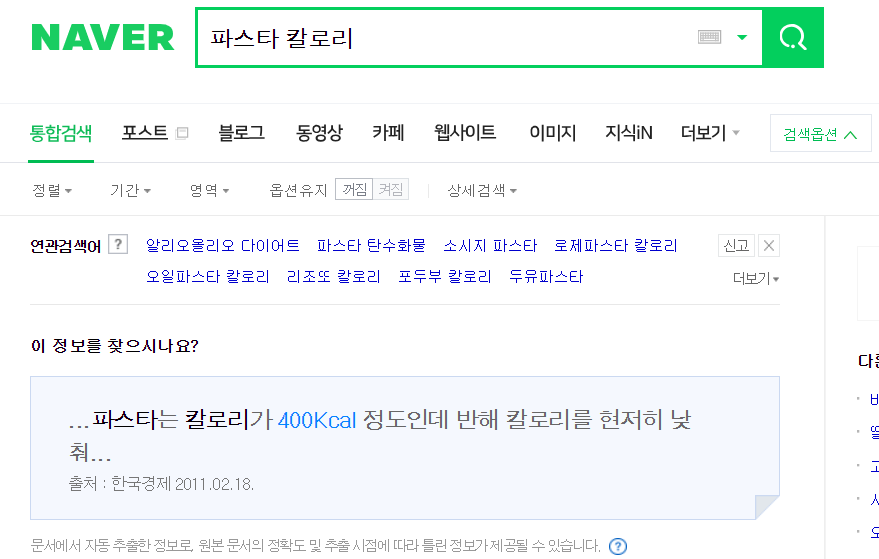 NAVER 파스타 칼로리
통합검색 포스트 블로그 동영상 카페 웹사이트 이미지 지식iN 더보기 검색옵션
정렬 기간 영역 옵션유지 꺼짐 켜짐 상세검색
연관검색어 ? 알리오올리오 다이어트 파스타 탄수화물 소시지 파스타 로제파스타 칼로리 신고
오일파스타 칼로리 리조또 칼로리 포두부 칼로리 두유파스타 더보기
이 정보를 찾으시나요?
...파스타는 칼로리가 400Kcal 정도인데 반해 칼로리를 현저히 낮
춰...
출처 : 한국경제 2011.02.18.
문서에서 자동 추출한 정보로, 원본 문서의 정확도 및 추출 시점에 따라 틀린 정보가 제공될 수 있습니다. ?